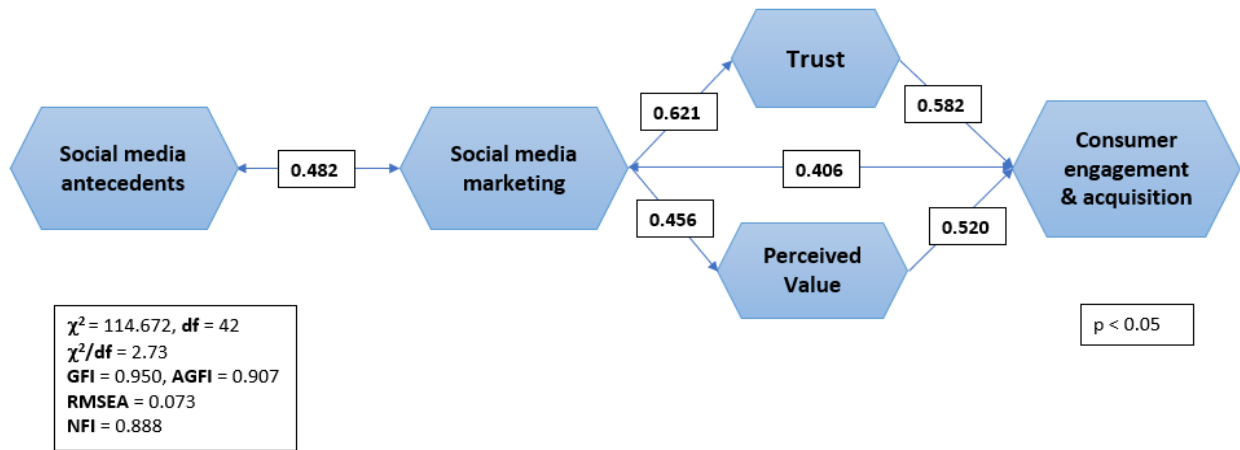 Trust
0.621
0.582
Social media
antecedents
0.482
Social media
marketing
0.406
Consumer
engagement
& acquisition
0.456
0.520
Perceived
Value
χ² = 114.672, df = 42
χ²/df = 2.73
GFI = 0.950, AGFI = 0.907
RMSEA = 0.073
NFI = 0.888
p < 0.05